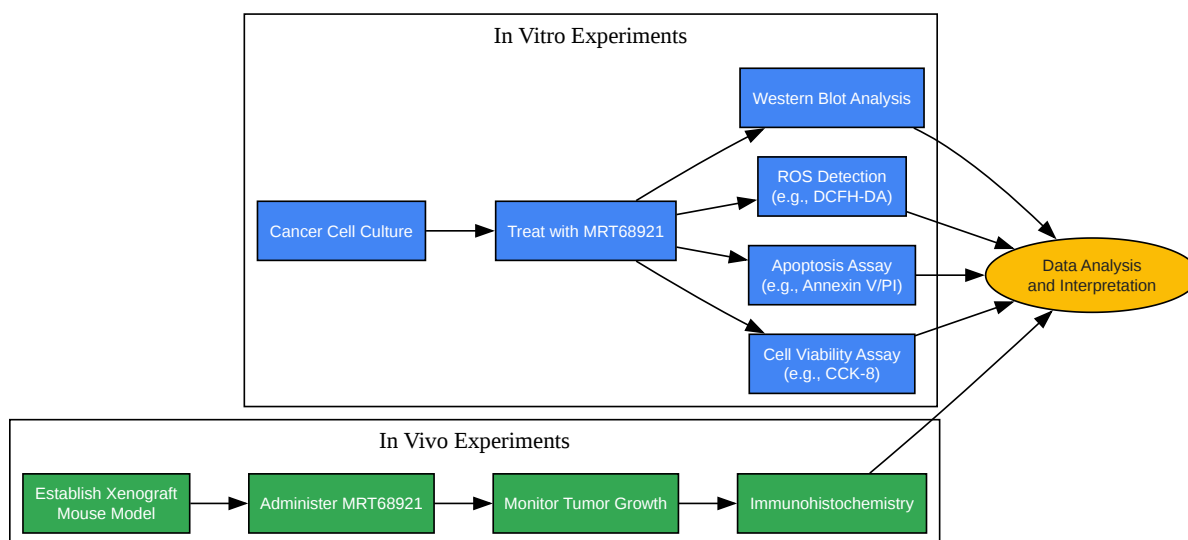 In Vitro Experiments
Western Blot Analysis
ROS Detection
(e.g., DCFH-DA)
Cancer Cell Culture
Treat with MRT68921
Apoptosis Assay
(e.g., Annexin V/PI)
Data Analysis
and Interpretation
Cell Viability Assay
(e.g., CCK-8)
In Vivo Experiments
Establish Xenograft
Mouse Model
Administer MRT68921
Monitor Tumor Growth
Immunohistochemistry